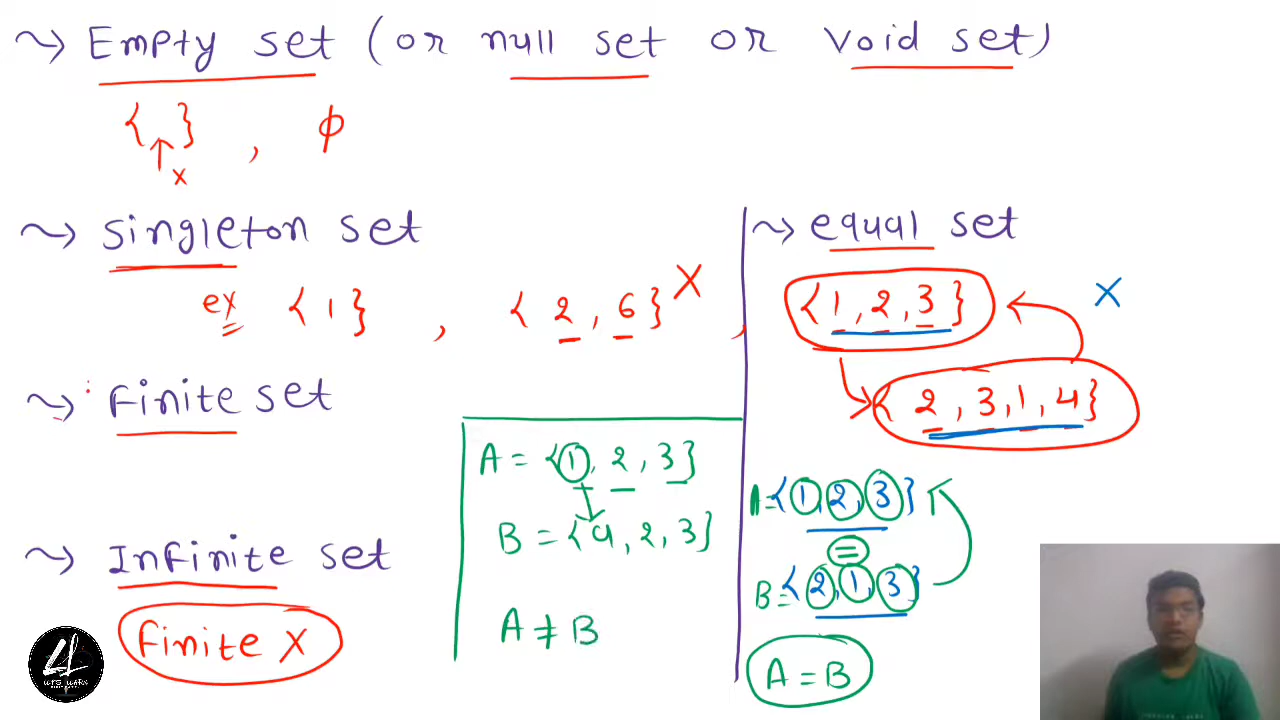 ~> Empty set (or null set or void set)
{ } , ϕ
↑x
~> singleton set
ex {1} , {2, 6} X ,
~> Finite set
~> Infinite set
Finite X
A = {1, 2, 3}
B = {4, 2, 3}
A ≠ B
~> equal set
{1, 2, 3} X
{2, 3, 1, 4}
A={1, 2, 3}
=
B={2, 1, 3}
A = B